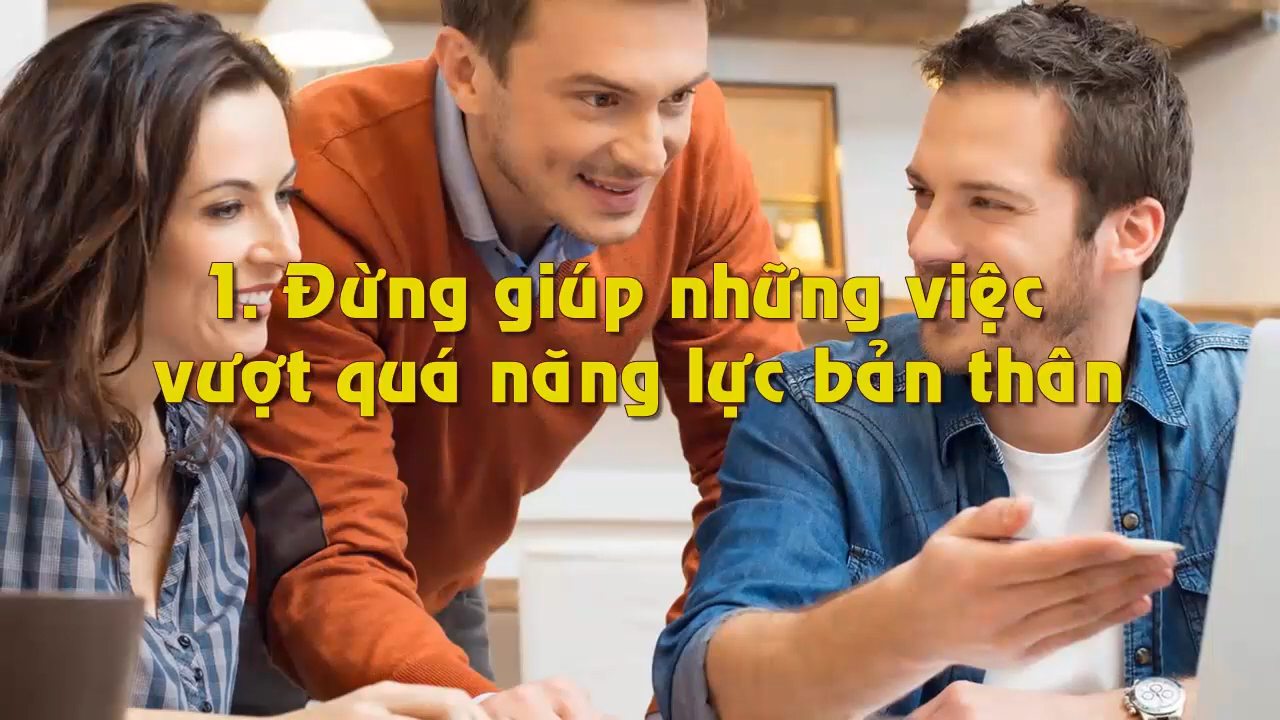 1. Đừng giúp những việc
vượt quá năng lực bản thân